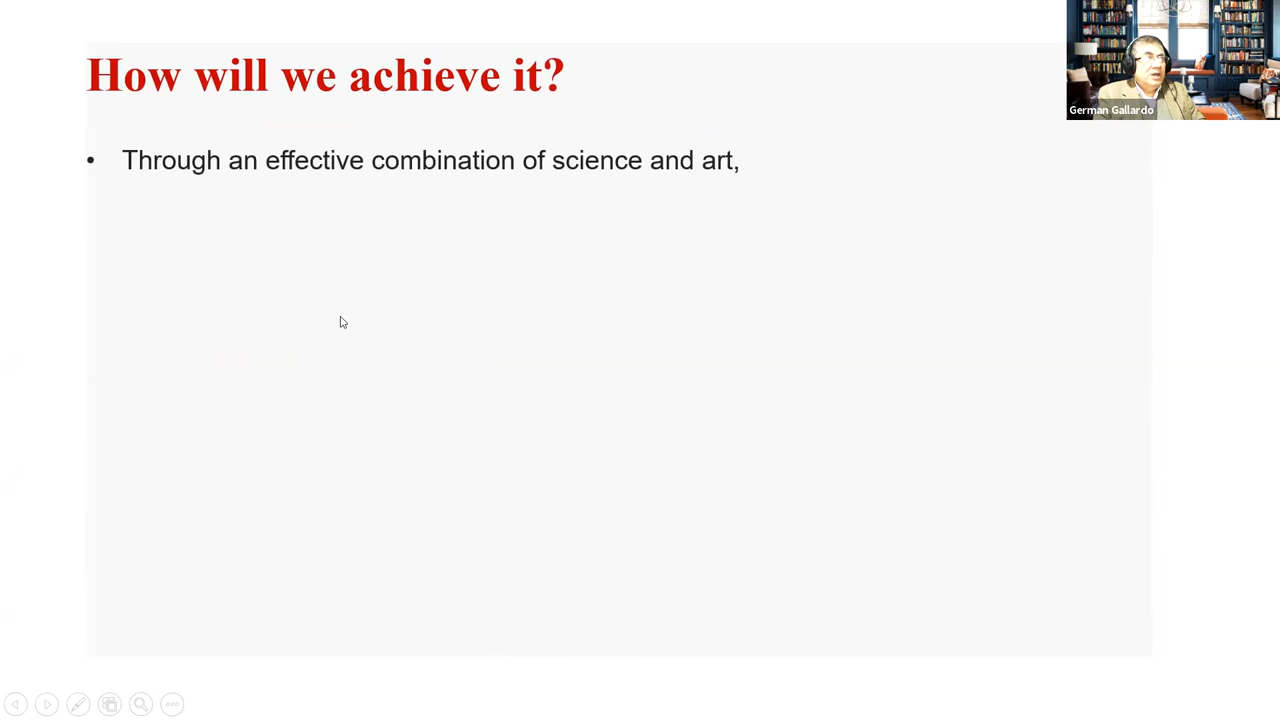 How will we achieve it?
• Through an effective combination of science and art,
German Gallardo